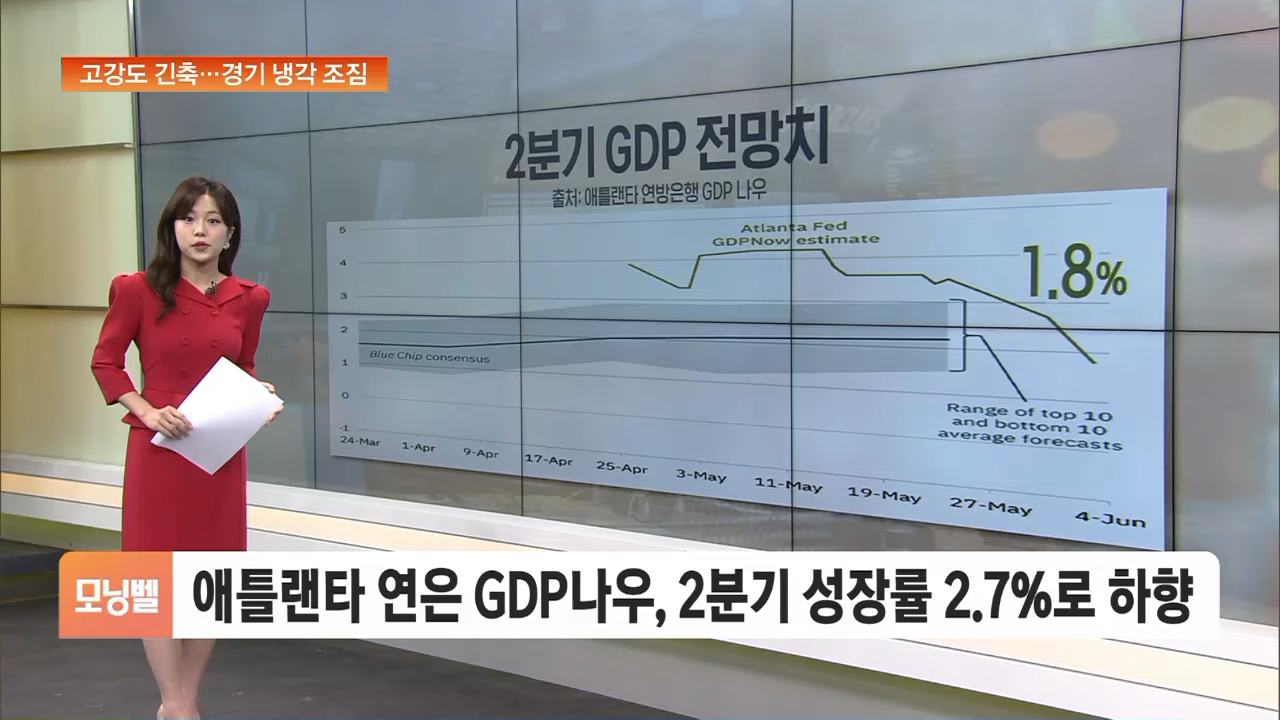 고강도 긴축…경기 냉각 조짐
2분기 GDP 전망치
출처: 애틀랜타 연방은행 GDP 나우
5
4
3
2
1
0
-1
Atlanta Fed
GDPNow estimate
1.8%
Blue Chip consensus
Range of top 10
and bottom 10
average forecasts
24-Mar 1-Apr 9-Apr 17-Apr 25-Apr 3-May 11-May 19-May 27-May 4-Jun
모닝벨
애틀랜타 연은 GDP나우, 2분기 성장률 2.7%로 하향